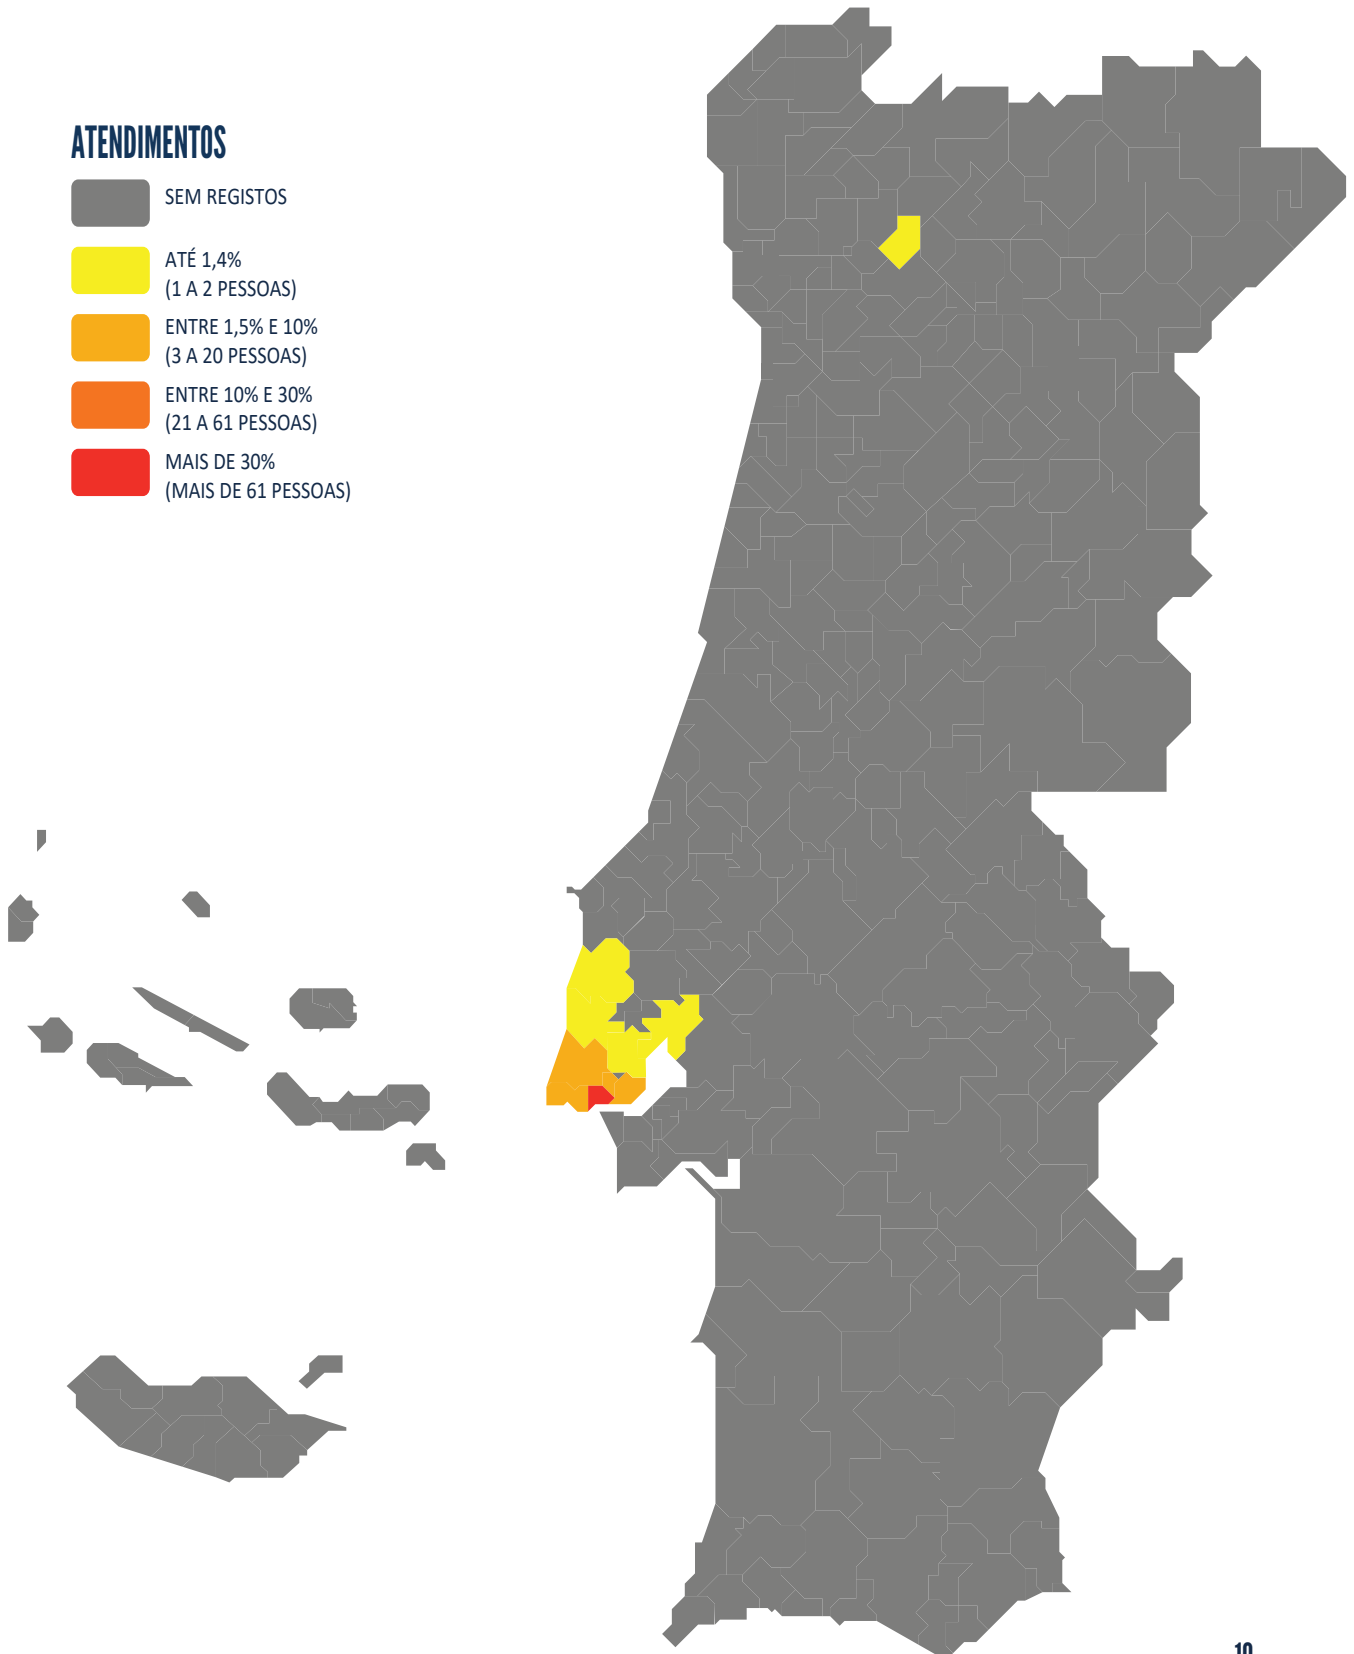 ATENDIMENTOS
SEM REGISTOS
ATÉ 1,4%
(1 A 2 PESSOAS)
ENTRE 1,5% E 10%
(3 A 20 PESSOAS)
ENTRE 10% E 30%
(21 A 61 PESSOAS)
MAIS DE 30%
(MAIS DE 61 PESSOAS)
10